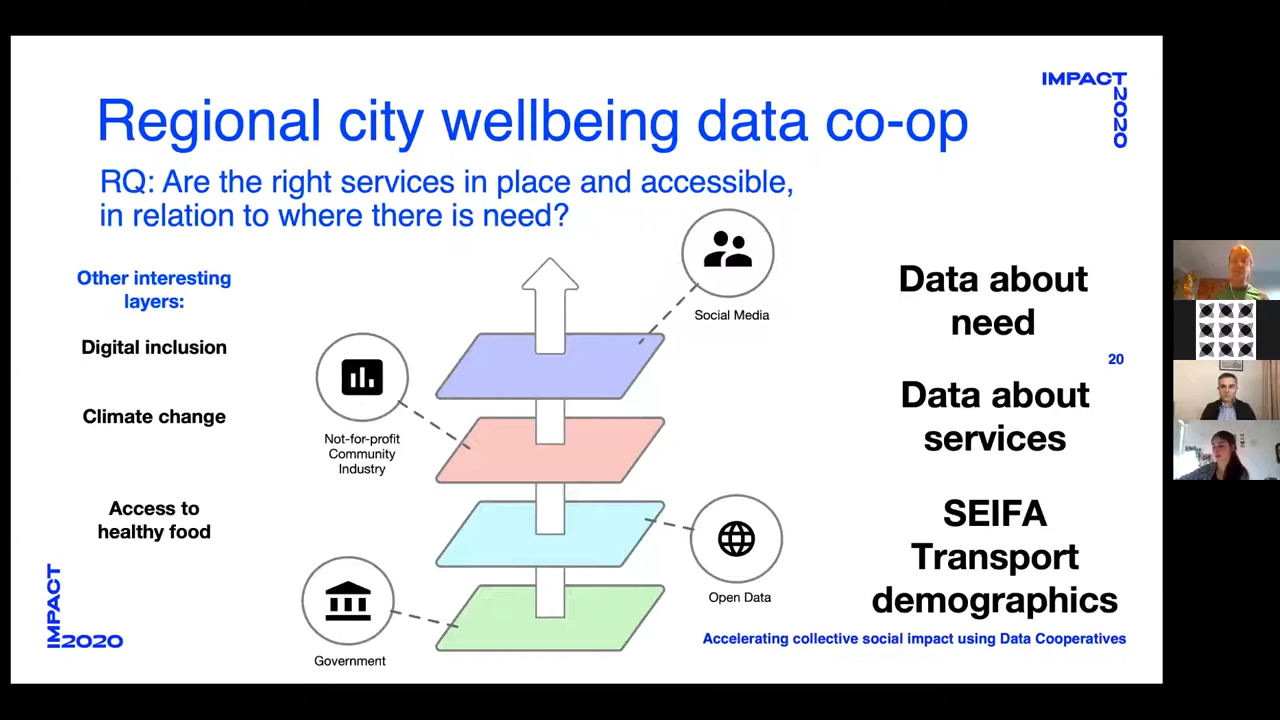 IMPACT
2020
Regional city wellbeing data co-op
RQ: Are the right services in place and accessible,
in relation to where there is need?
Other interesting
layers:
Digital inclusion
Climate change
Access to
healthy food
Social Media
Not-for-profit
Community
Industry
Open Data
Government
Data about
need
20
Data about
services
SEIFA
Transport
demographics
Accelerating collective social impact using Data Cooperatives
IMPACT
2020